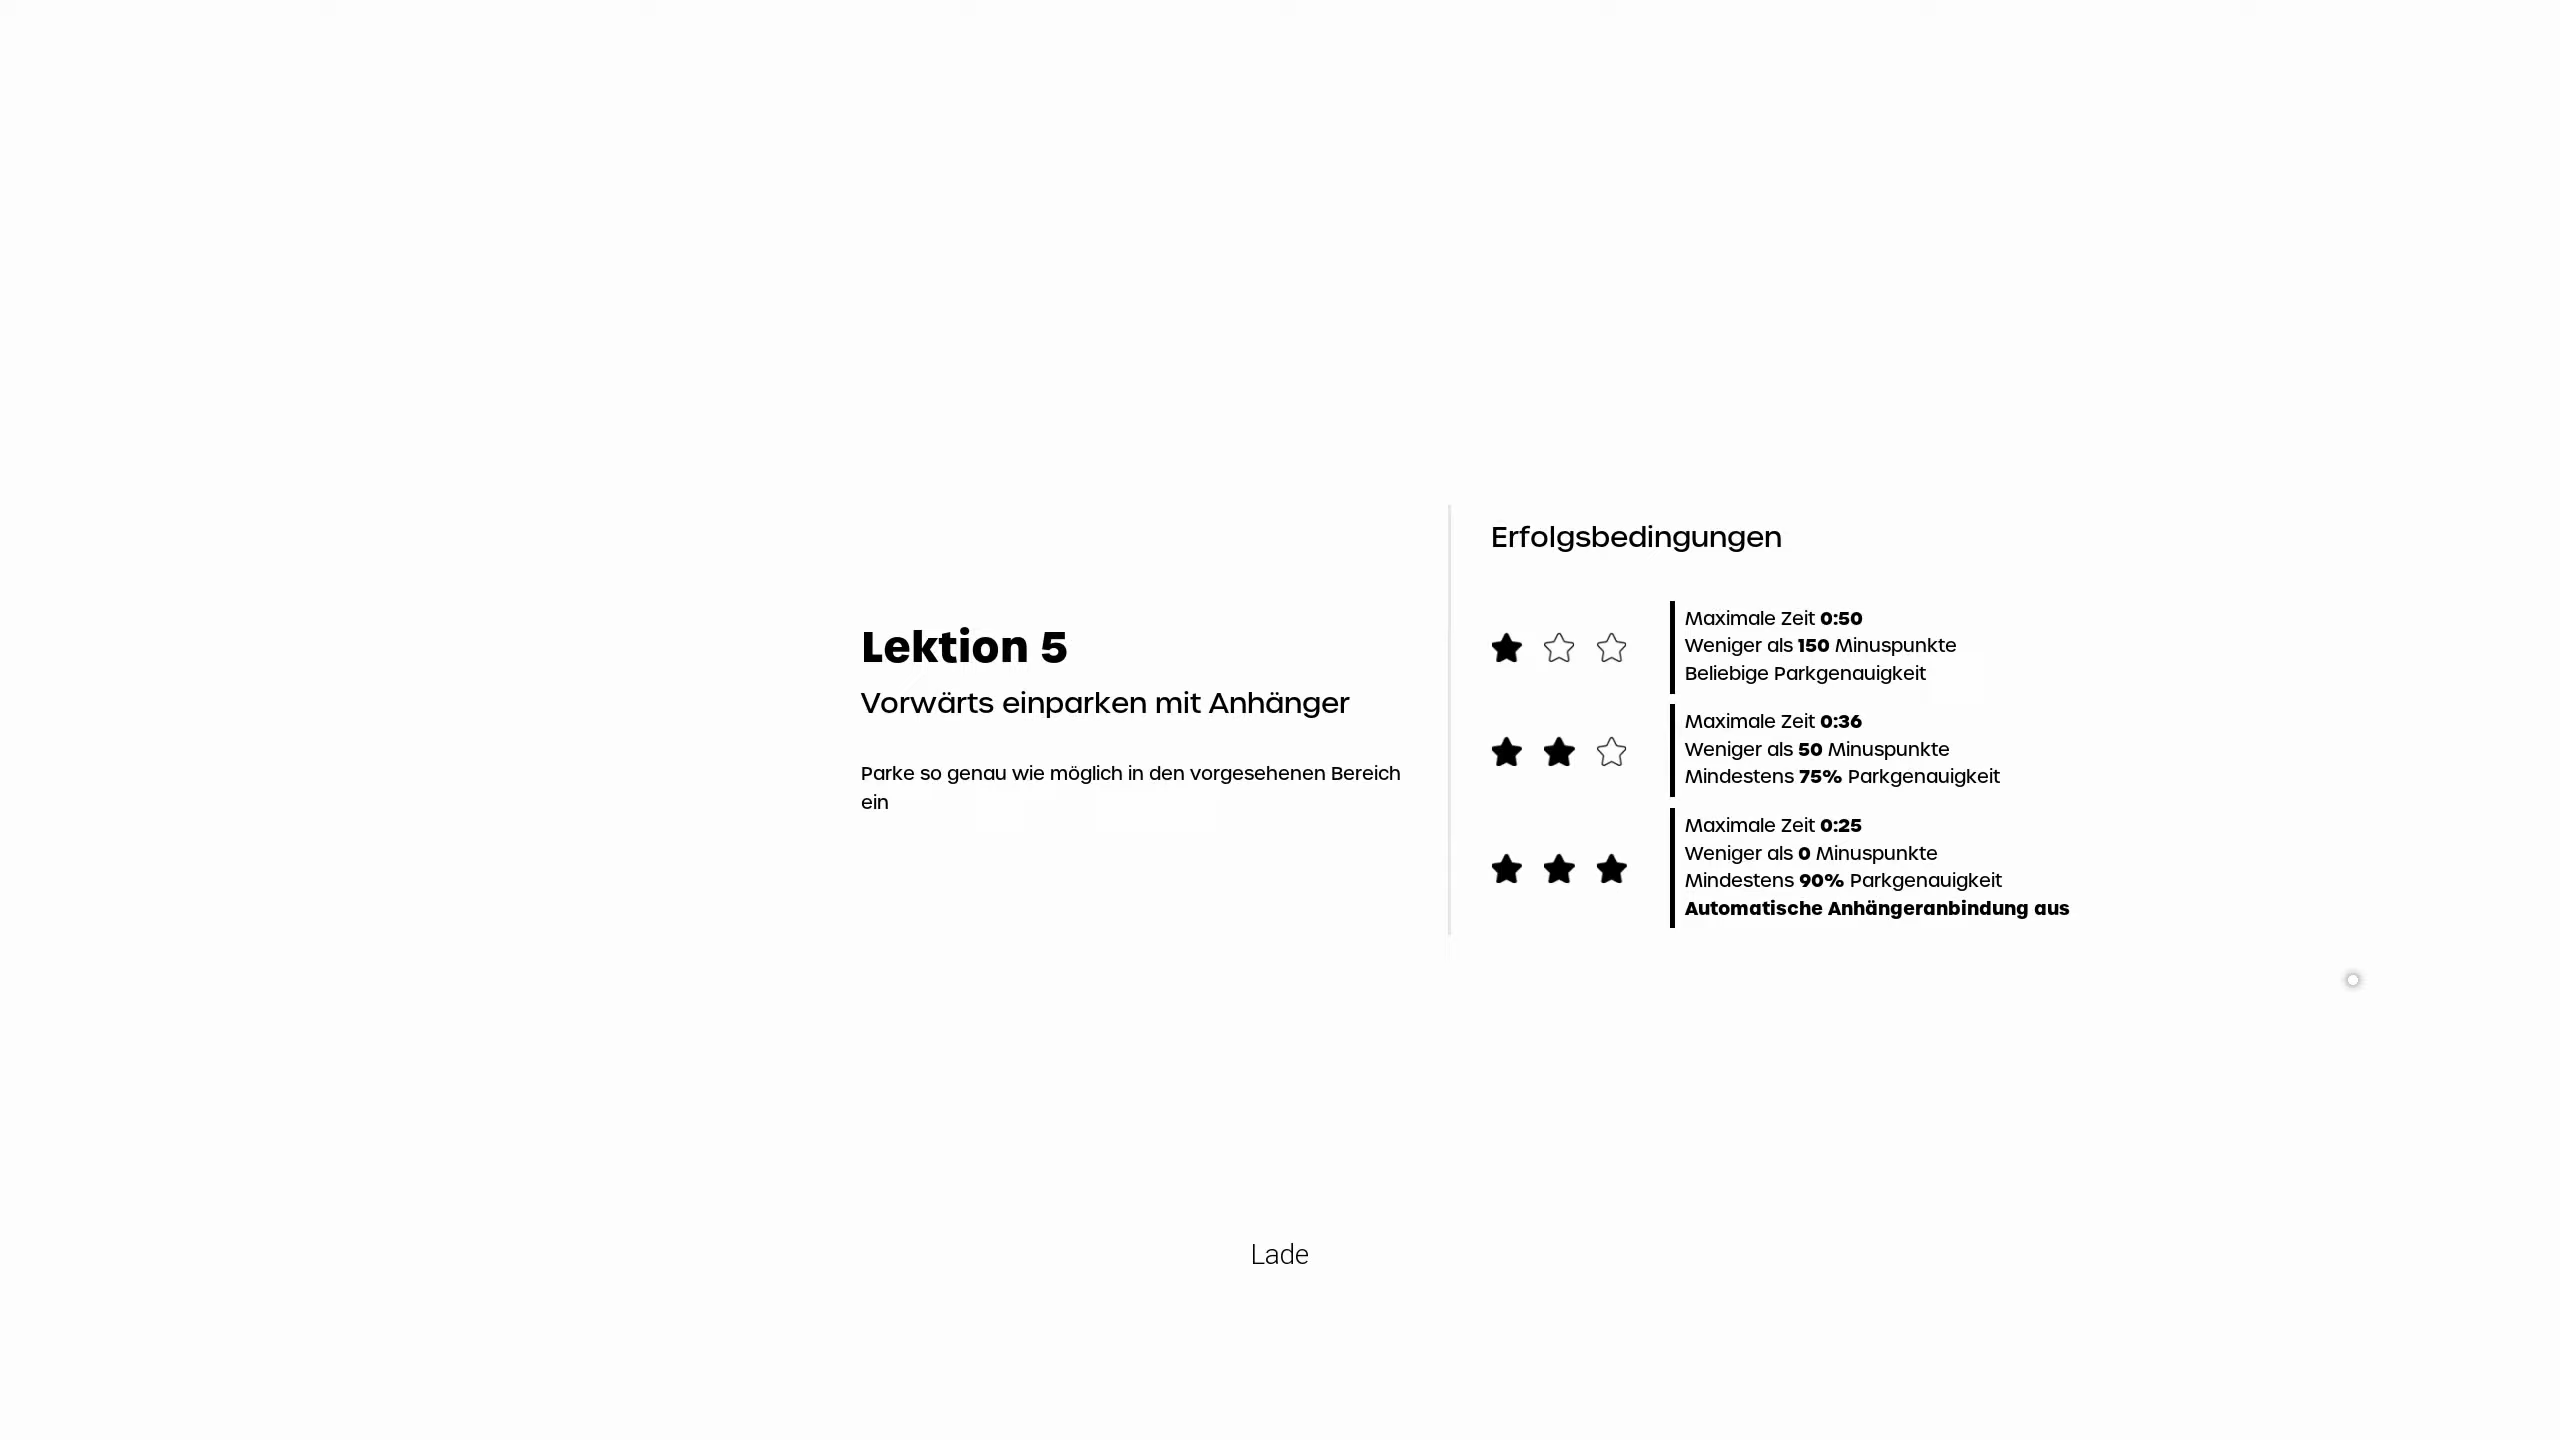 Lektion 5
Vorwärts einparken mit Anhänger
Parke so genau wie möglich in den vorgesehenen Bereich
ein
Erfolgsbedingungen
Maximale Zeit 0:50
Weniger als 150 Minuspunkte
Beliebige Parkgenauigkeit
Maximale Zeit 0:36
Weniger als 50 Minuspunkte
Mindestens 75% Parkgenauigkeit
Maximale Zeit 0:25
Weniger als 0 Minuspunkte
Mindestens 90% Parkgenauigkeit
Automatische Anhängeranbindung aus
Lade